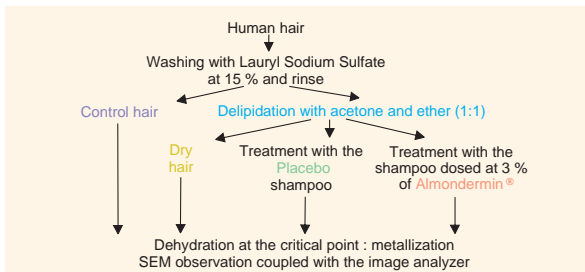 Human hair
Washing with Lauryl Sodium Sulfate
at 15 % and rinse
Control hair
Delipidation with acetone and ether (1:1)
Dry
hair
Treatment with the
Placebo
shampoo
Treatment with the
shampoo dosed at 3 %
of Almondermin ®
Dehydration at the critical point : metallization
SEM observation coupled with the image analyzer